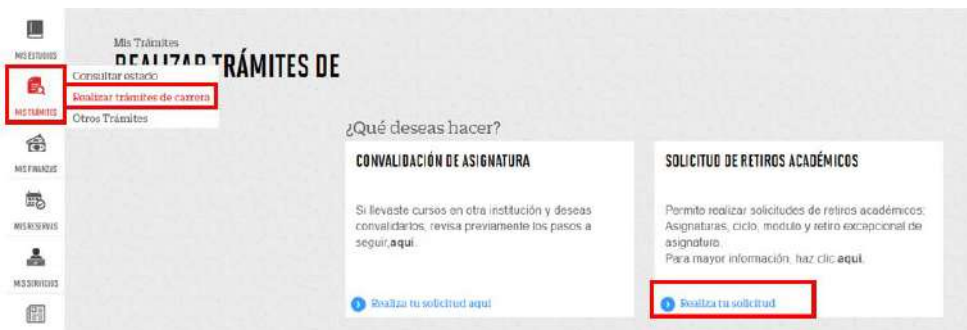 MIS ESTUDIOS
MIS TRÁMITES
MIS FINANZAS
MIS RESERVAS
MIS SERVICIOS
Mis Trámites
REALIZAR TRÁMITES DE
Consultar estado
Realizar trámites de carrera
Otros Trámites
¿Qué deseas hacer?
CONVALIDACIÓN DE ASIGNATURA
Si llevaste cursos en otra institución y deseas
convalidarlos, revisa previamente los pasos a
seguir,aquí.
Realiza tu solicitud aquí
SOLICITUD DE RETIROS ACADÉMICOS
Permite realizar solicitudes de retiros académicos:
Asignaturas, ciclo, modulo y retiro excepcional de
asignatura.
Para mayor información, haz clic aquí.
Realiza tu solicitud